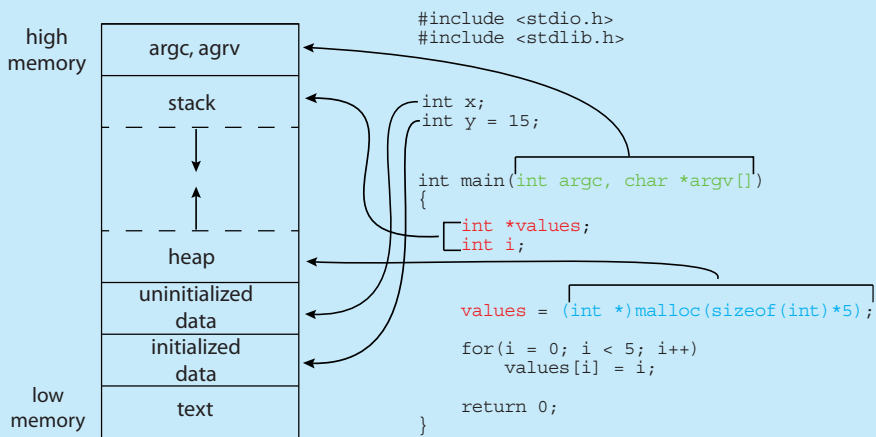 high
memory
argc, agrv
stack
heap
uninitialized
data
initialized
data
low
memory
text
#include <stdio.h>
#include <stdlib.h>
int x;
int y = 15;
int main(int argc, char *argv[])
{
int *values;
int i;
values = (int *)malloc(sizeof(int)*5);
for(i = 0; i < 5; i++)
values[i] = i;
return 0;
}